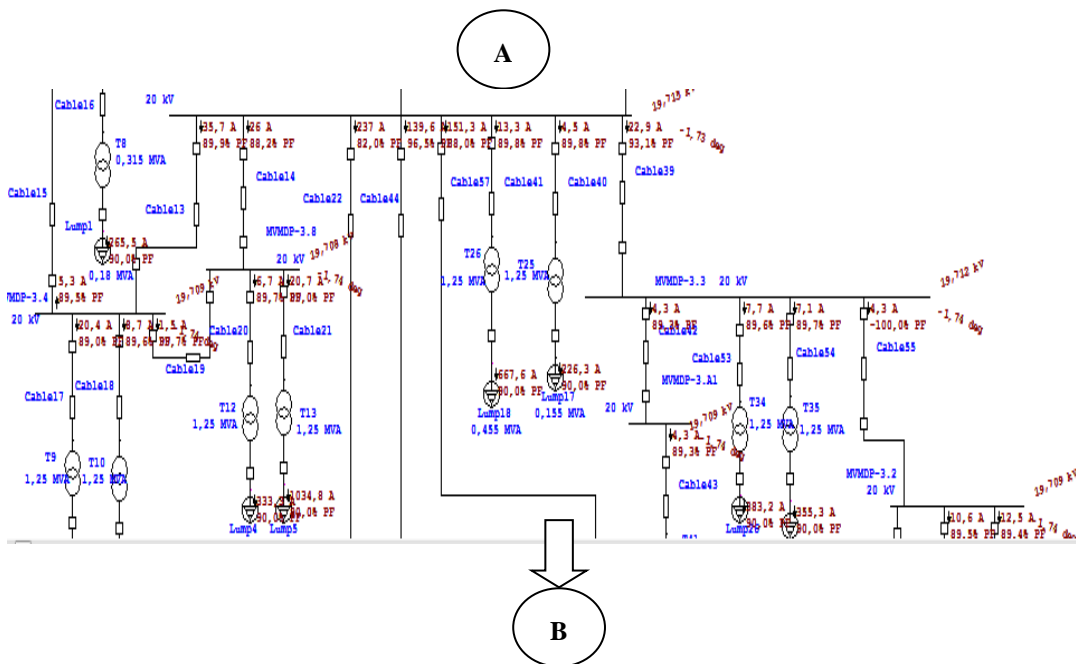 A
Cable16
20 kV
19,715 kV
-1,73 deg
35,7 A
89,9% PF
26 A
88,2% PF
237 A
82,0% PF
139,6 A
96,5% PF
151,3 A
88,0% PF
13,3 A
89,8% PF
4,5 A
89,8% PF
22,9 A
93,1% PF
T8
0,315 MVA
Cable15
Cable13
Cable14
Cable22
Cable44
Cable57
Cable41
Cable40
Cable39
Lump1
265,5 A
90,0% PF
0,18 MVA
MVMDP-3.8
20 kV
19,708 kV
-1,74 deg
T26
1,25 MVA
T25
1,25 MVA
5,3 A
89,5% PF
MVMDP-3.4
20 kV
19,709 kV
-1,74 deg
6,7 A
89,7% PF
20,7 A
MVMDP-3.3
20 kV
19,712 kV
-1,74 deg
20,4 A
89,0% PF
8,7 A
89,6% PF
1,5 A
Cable20
Cable21
Cable19
4,3 A
Cable42
7,7 A
89,6% PF
7,1 A
89,7% PF
4,3 A
-100,0% PF
Cable53
Cable54
Cable55
Cable17
Cable18
667,6 A
90,0% PF
Lump18
0,455 MVA
226,3 A
90,0% PF
Lump17
0,155 MVA
MVMDP-3.A1
20 kV
19,709 kV
-1,74 deg
4,3 A
89,3% PF
T12
1,25 MVA
T13
1,25 MVA
T34
1,25 MVA
T35
1,25 MVA
T9
1,25 MVA
T10
1,25 MVA
Cable43
MVMDP-3.2
20 kV
19,709 kV
-1,74 deg
90,0% PF
Lump4
1034,8 A
90,0% PF
Lump5
383,2 A
90,0% PF
355,3 A
90,0% PF
10,6 A
89,5% PF
12,5 A
89,4% PF
T41
B